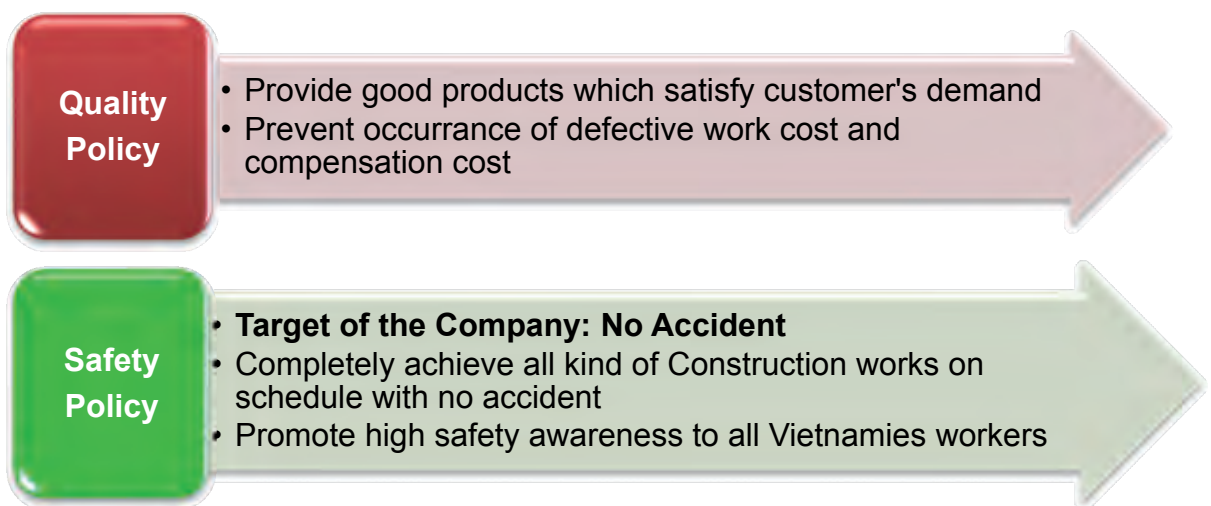 Quality
Policy
• Provide good products which satisfy customer's demand
• Prevent occurrance of defective work cost and
compensation cost
Safety
Policy
• Target of the Company: No Accident
• Completely achieve all kind of Construction works on
schedule with no accident
• Promote high safety awareness to all Vietnamies workers